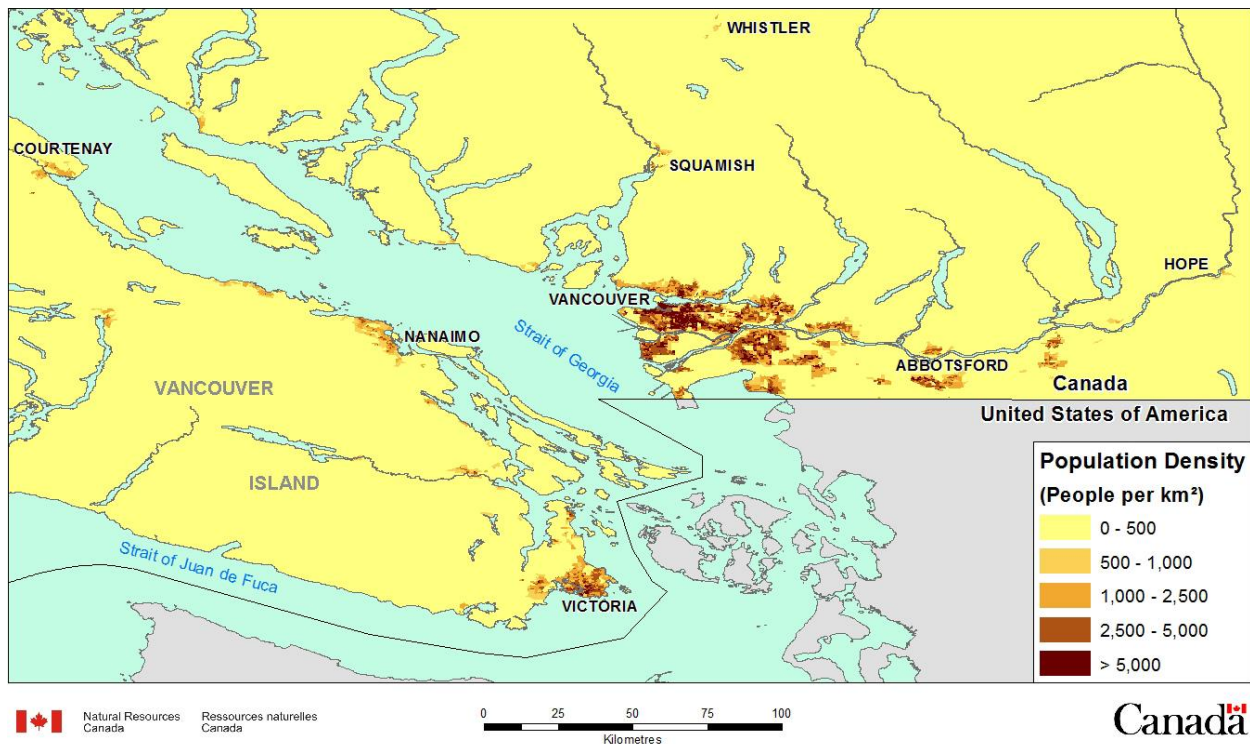 WHISTLER
COURTENAY
SQUAMISH
HOPE
VANCOUVER
NANAIMO
Strait of Georgia
ABBOTSFORD
VANCOUVER
ISLAND
Canada
United States of America
Strait of Juan de Fuca
VICTORIA
Population Density
(People per km²)
0 - 500
500 - 1,000
1,000 - 2,500
2,500 - 5,000
> 5,000
Natural Resources
Canada
Ressources naturelles
Canada
0 25 50 75 100
Kilometres
Canada